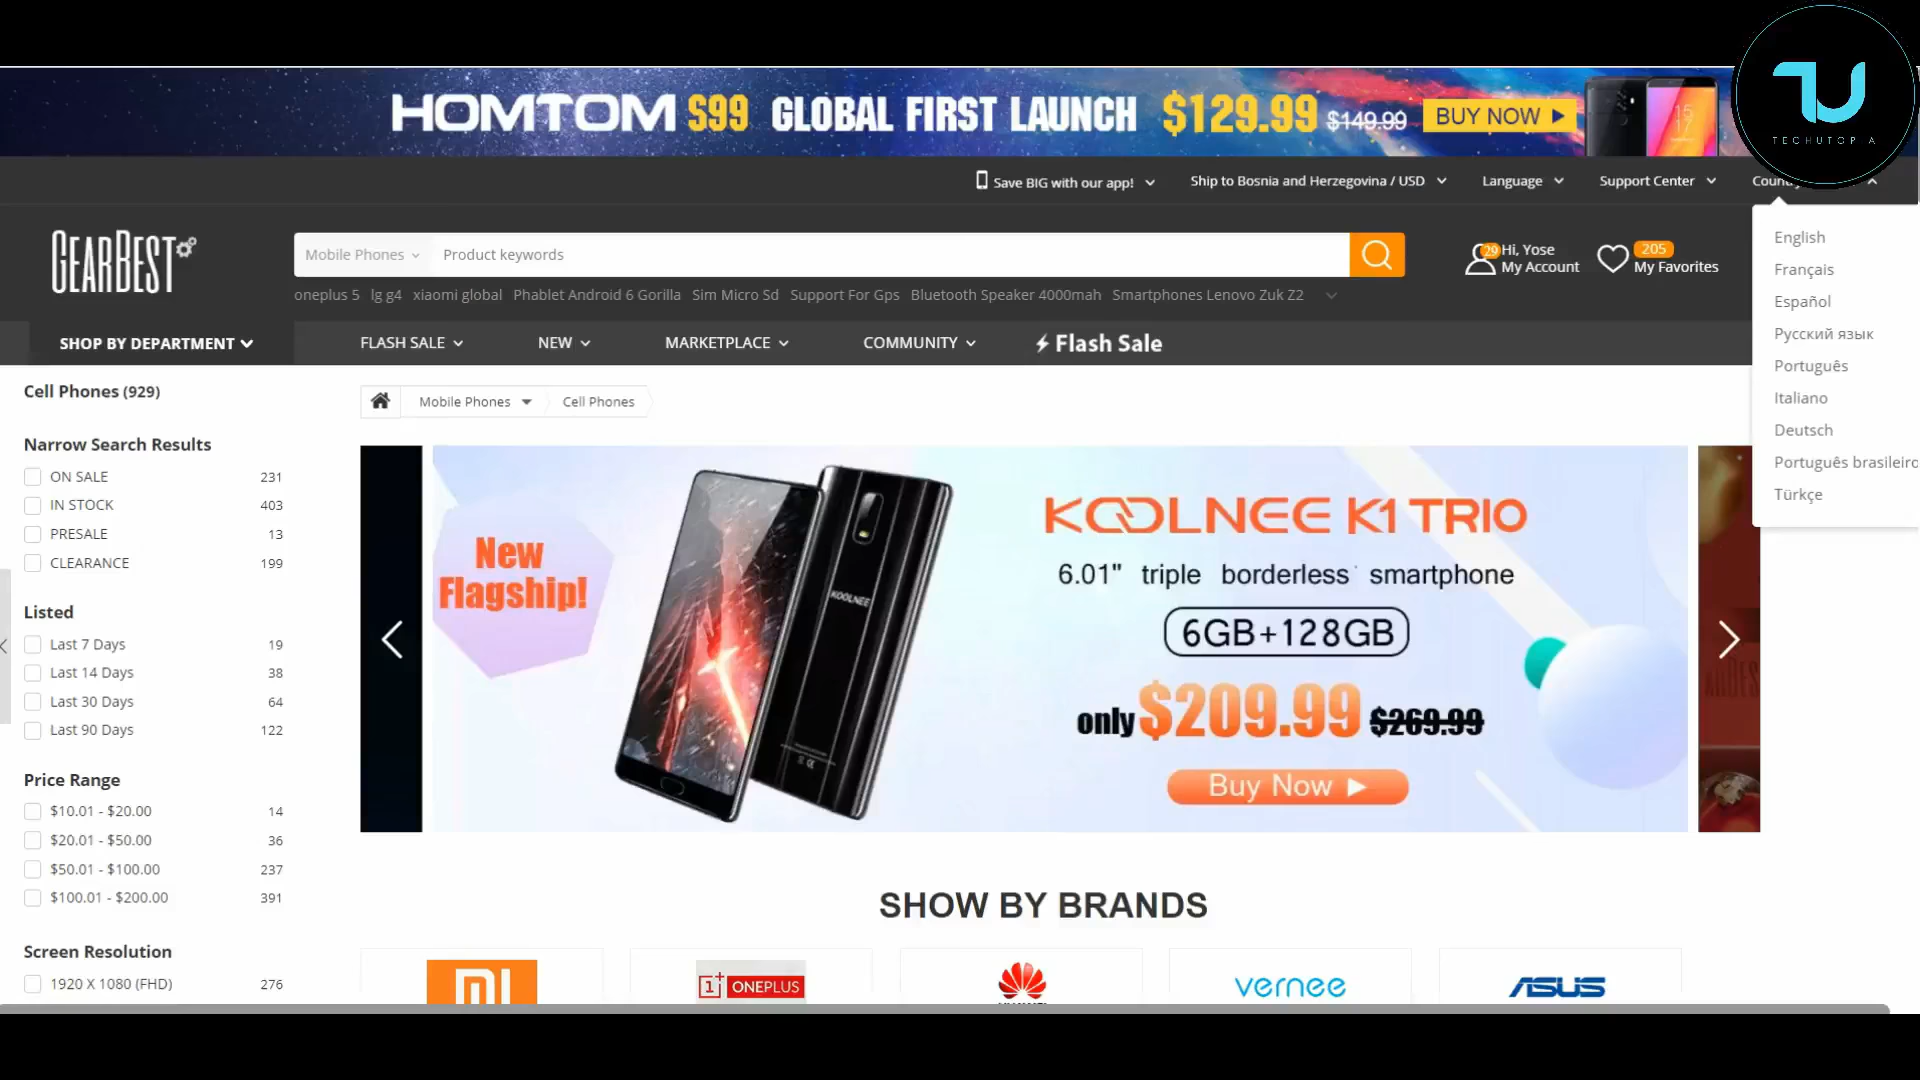 HOMTOM S99 GLOBAL FIRST LAUNCH $129.99 $149.99 BUY NOW
TECHUTOPIA
Save BIG with our app! Ship to Bosnia and Herzegovina / USD Language Support Center
GEARBEST
Mobile Phones Product keywords
29 Hi, Yose
My Account
205
My Favorites
oneplus 5 lg g4 xiaomi global Phablet Android 6 Gorilla Sim Micro Sd Support For Gps Bluetooth Speaker 4000mah Smartphones Lenovo Zuk Z2
English
Français
Español
Русский язык
Português
Italiano
Deutsch
Português brasileiro
Türkçe
SHOP BY DEPARTMENT FLASH SALE NEW MARKETPLACE COMMUNITY Flash Sale
Cell Phones (929)
Mobile Phones Cell Phones
Narrow Search Results
ON SALE 231
IN STOCK 403
PRESALE 13
CLEARANCE 199
Listed
Last 7 Days 19
Last 14 Days 38
Last 30 Days 64
Last 90 Days 122
Price Range
$10.01 - $20.00 14
$20.01 - $50.00 36
$50.01 - $100.00 237
$100.01 - $200.00 391
Screen Resolution
1920 X 1080 (FHD) 276
New
Flagship!
KOOLNEE
KOOLNEE K1 TRIO
6.01" triple borderless smartphone
6GB+128GB
only $209.99 $269.99
Buy Now
SHOW BY BRANDS
MI
1+ ONEPLUS
vernee
ASUS